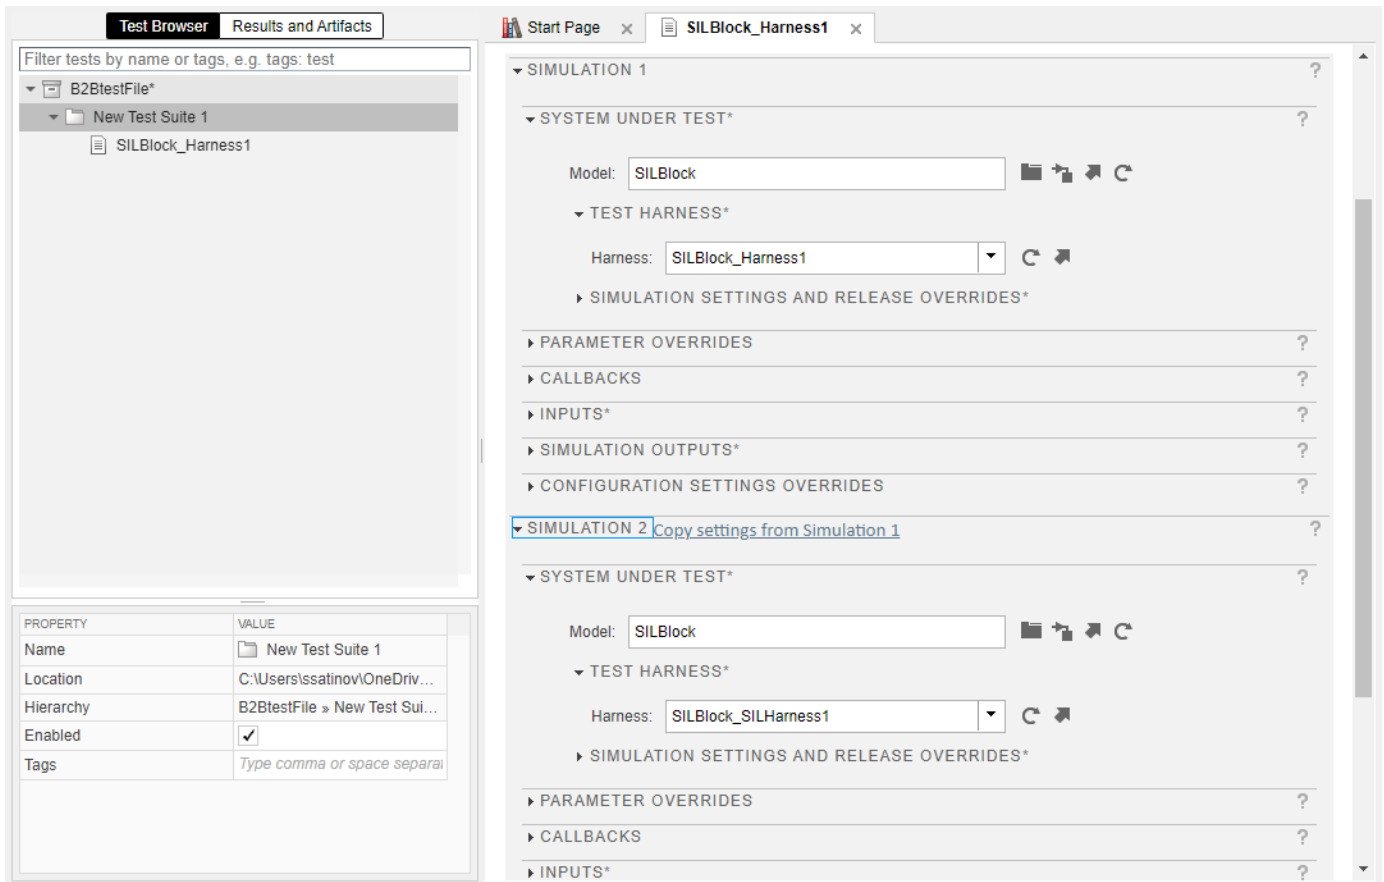 Test Browser Results and Artifacts
Filter tests by name or tags, e.g. tags: test
B2BtestFile*
New Test Suite 1
SILBlock_Harness1
PROPERTY VALUE
Name New Test Suite 1
Location C:\Users\ssatinov\OneDriv...
Hierarchy B2BtestFile » New Test Sui...
Enabled
Tags Type comma or space separat
Start Page × SILBlock_Harness1 ×
SIMULATION 1 ?
SYSTEM UNDER TEST* ?
Model: SILBlock
TEST HARNESS*
Harness: SILBlock_Harness1
SIMULATION SETTINGS AND RELEASE OVERRIDES*
PARAMETER OVERRIDES ?
CALLBACKS ?
INPUTS* ?
SIMULATION OUTPUTS* ?
CONFIGURATION SETTINGS OVERRIDES ?
SIMULATION 2 Copy settings from Simulation 1 ?
SYSTEM UNDER TEST* ?
Model: SILBlock
TEST HARNESS*
Harness: SILBlock_SILHarness1
SIMULATION SETTINGS AND RELEASE OVERRIDES*
PARAMETER OVERRIDES ?
CALLBACKS ?
INPUTS* ?